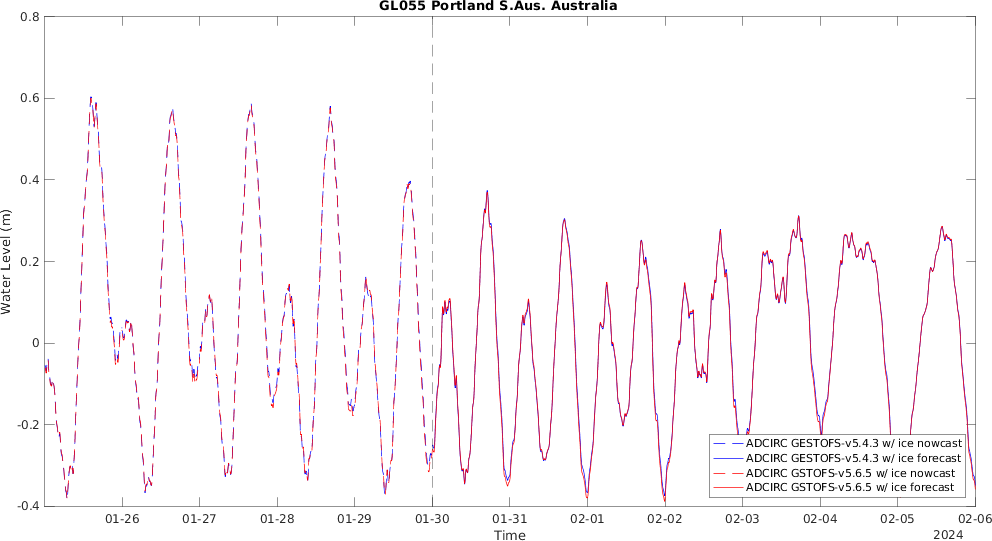 GL055 Portland S.Aus. Australia
0.8
0.6
0.4
0.2
0
-0.2
-0.4
Water Level (m)
ADCIRC GESTOFS-v5.4.3 w/ ice nowcast
ADCIRC GESTOFS-v5.4.3 w/ ice forecast
ADCIRC GSTOFS-v5.6.5 w/ ice nowcast
ADCIRC GSTOFS-v5.6.5 w/ ice forecast
01-26 01-27 01-28 01-29 01-30 01-31 02-01 02-02 02-03 02-04 02-05 02-06
Time
2024